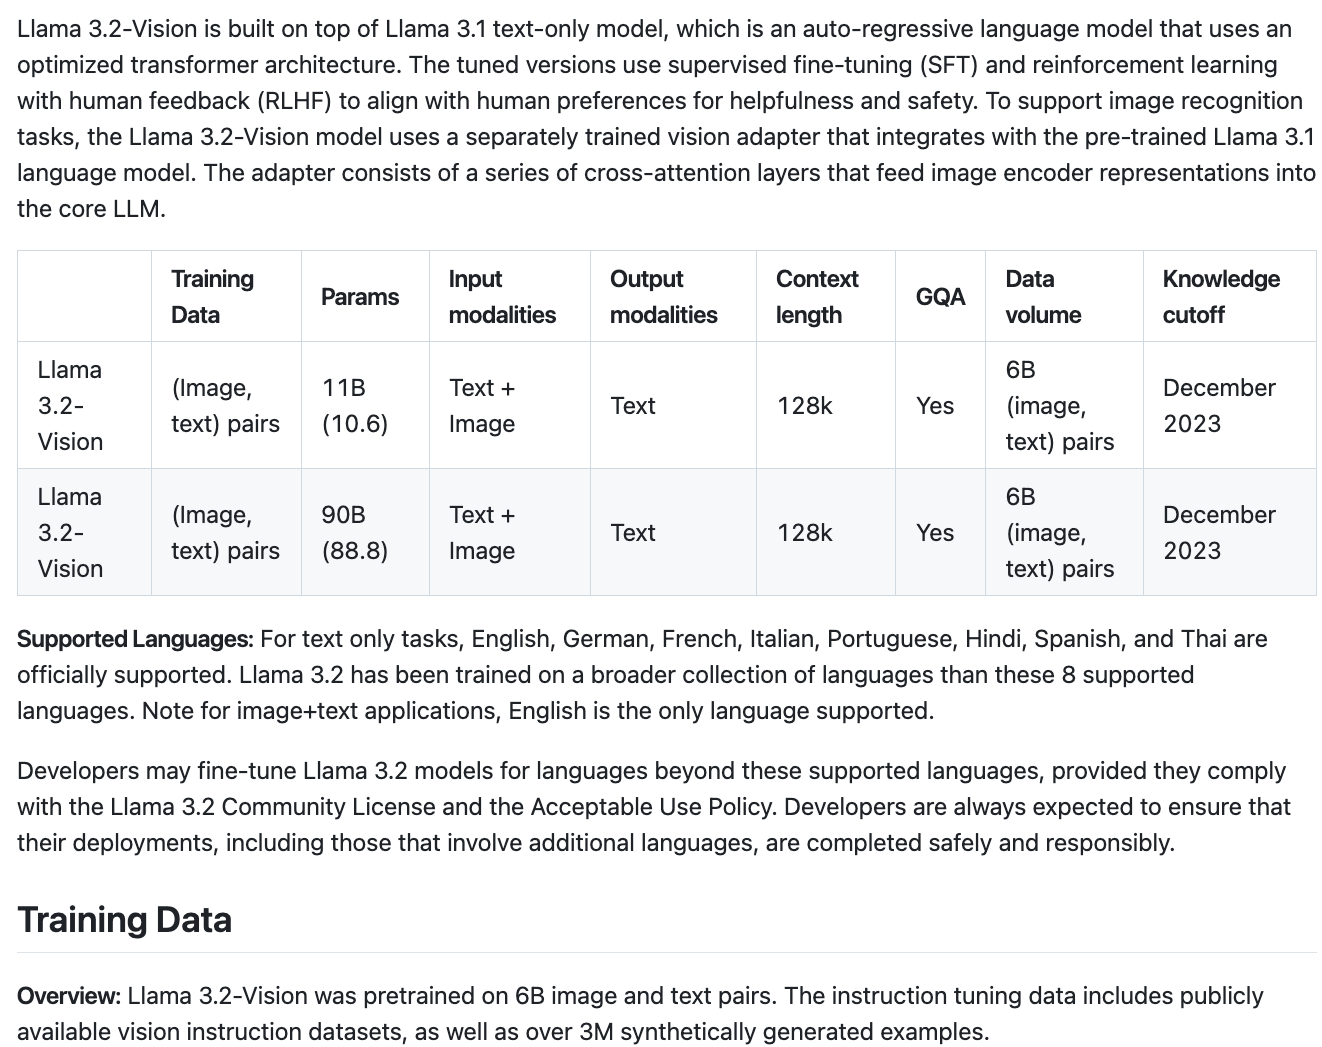 Llama 3.2-Vision is built on top of Llama 3.1 text-only model, which is an auto-regressive language model that uses an
optimized transformer architecture. The tuned versions use supervised fine-tuning (SFT) and reinforcement learning
with human feedback (RLHF) to align with human preferences for helpfulness and safety. To support image recognition
tasks, the Llama 3.2-Vision model uses a separately trained vision adapter that integrates with the pre-trained Llama 3.1
language model. The adapter consists of a series of cross-attention layers that feed image encoder representations into
the core LLM.
Training
Data
Params
Input
modalities
Output
modalities
Context
length
GQA
Data
volume
Knowledge
cutoff
Llama
3.2-
Vision
(Image,
text) pairs
11B
(10.6)
Text +
Image
Text
128k
Yes
6B
(image,
text) pairs
December
2023
Llama
3.2-
Vision
(Image,
text) pairs
90B
(88.8)
Text +
Image
Text
128k
Yes
6B
(image,
text) pairs
December
2023
Supported Languages: For text only tasks, English, German, French, Italian, Portuguese, Hindi, Spanish, and Thai are
officially supported. Llama 3.2 has been trained on a broader collection of languages than these 8 supported
languages. Note for image+text applications, English is the only language supported.
Developers may fine-tune Llama 3.2 models for languages beyond these supported languages, provided they comply
with the Llama 3.2 Community License and the Acceptable Use Policy. Developers are always expected to ensure that
their deployments, including those that involve additional languages, are completed safely and responsibly.
Training Data
Overview: Llama 3.2-Vision was pretrained on 6B image and text pairs. The instruction tuning data includes publicly
available vision instruction datasets, as well as over 3M synthetically generated examples.